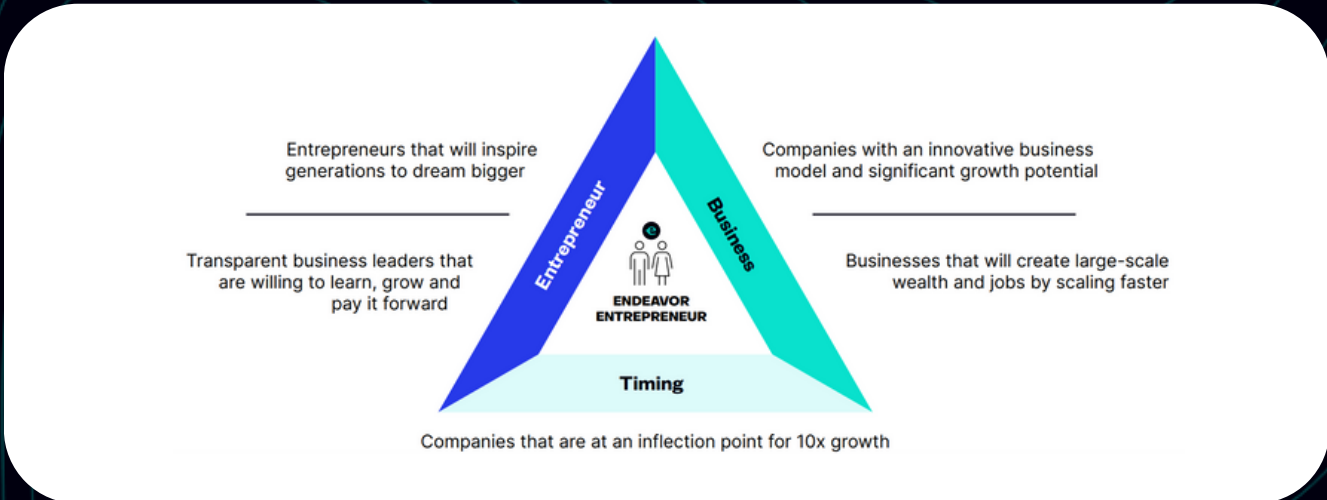 Entrepreneurs that will inspire
generations to dream bigger
Transparent business leaders that
are willing to learn, grow and
pay it forward
Entrepreneur
e
ENDEAVOR
ENTREPRENEUR
Business
Companies with an innovative business
model and significant growth potential
Businesses that will create large-scale
wealth and jobs by scaling faster
Timing
Companies that are at an inflection point for 10x growth